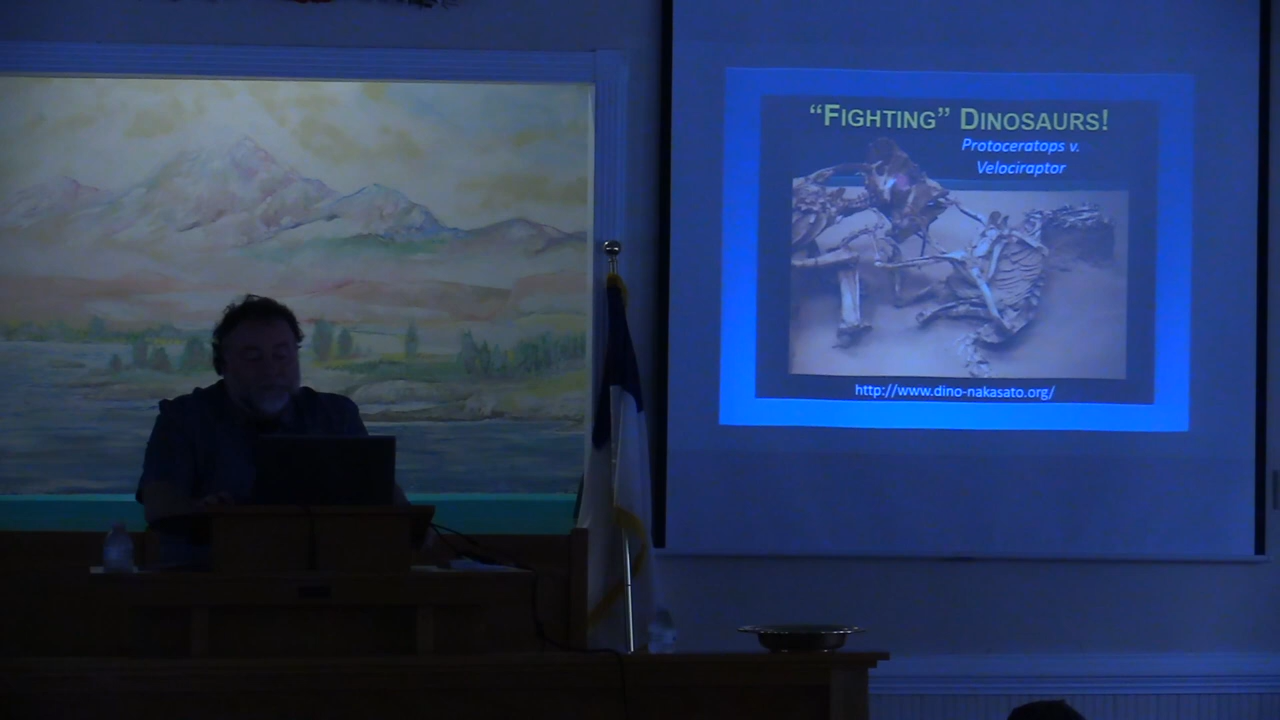 “FIGHTING” DINOSAURS!
Protoceratops v.
Velociraptor
http://www.dino-nakasato.org/